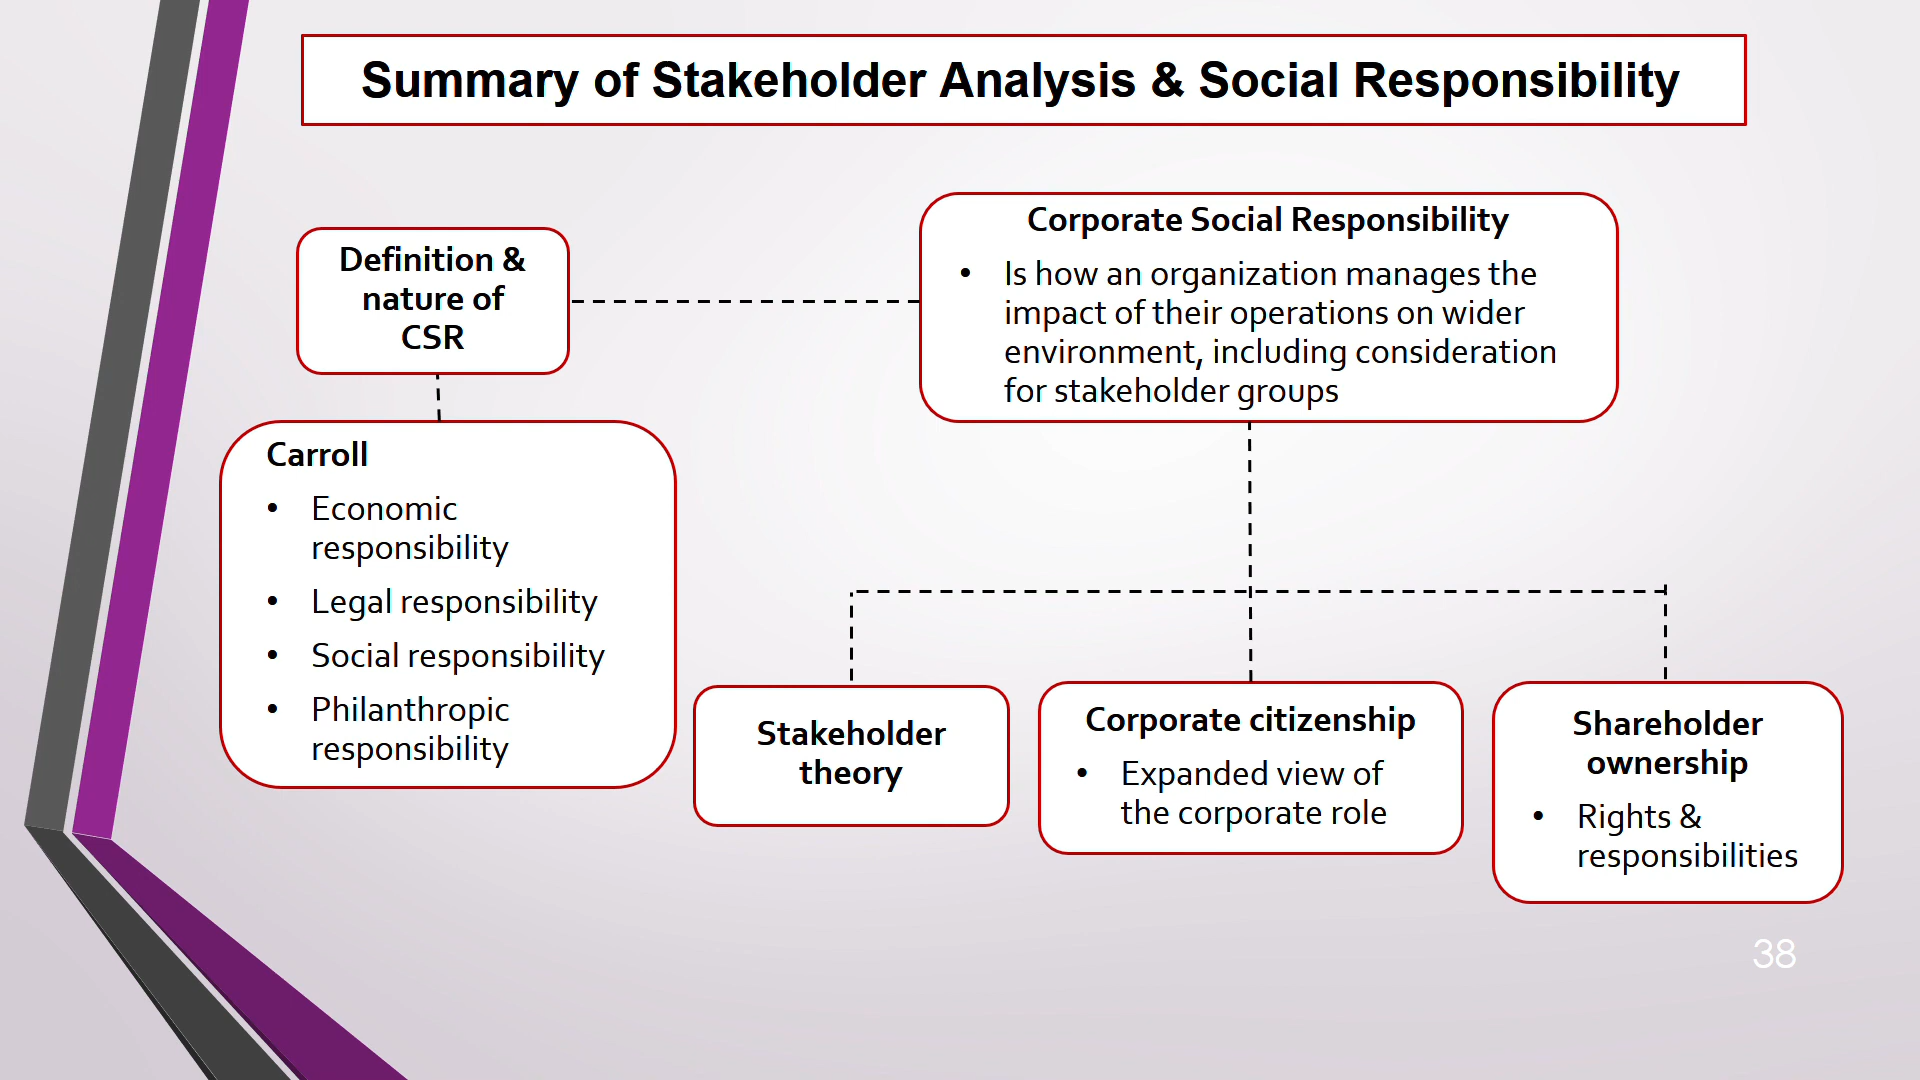 Summary of Stakeholder Analysis & Social Responsibility
Definition &
nature of
CSR
Corporate Social Responsibility
• Is how an organization manages the
impact of their operations on wider
environment, including consideration
for stakeholder groups
Carroll
• Economic
responsibility
• Legal responsibility
• Social responsibility
• Philanthropic
responsibility
Stakeholder
theory
Corporate citizenship
• Expanded view of
the corporate role
Shareholder
ownership
• Rights &
responsibilities
38